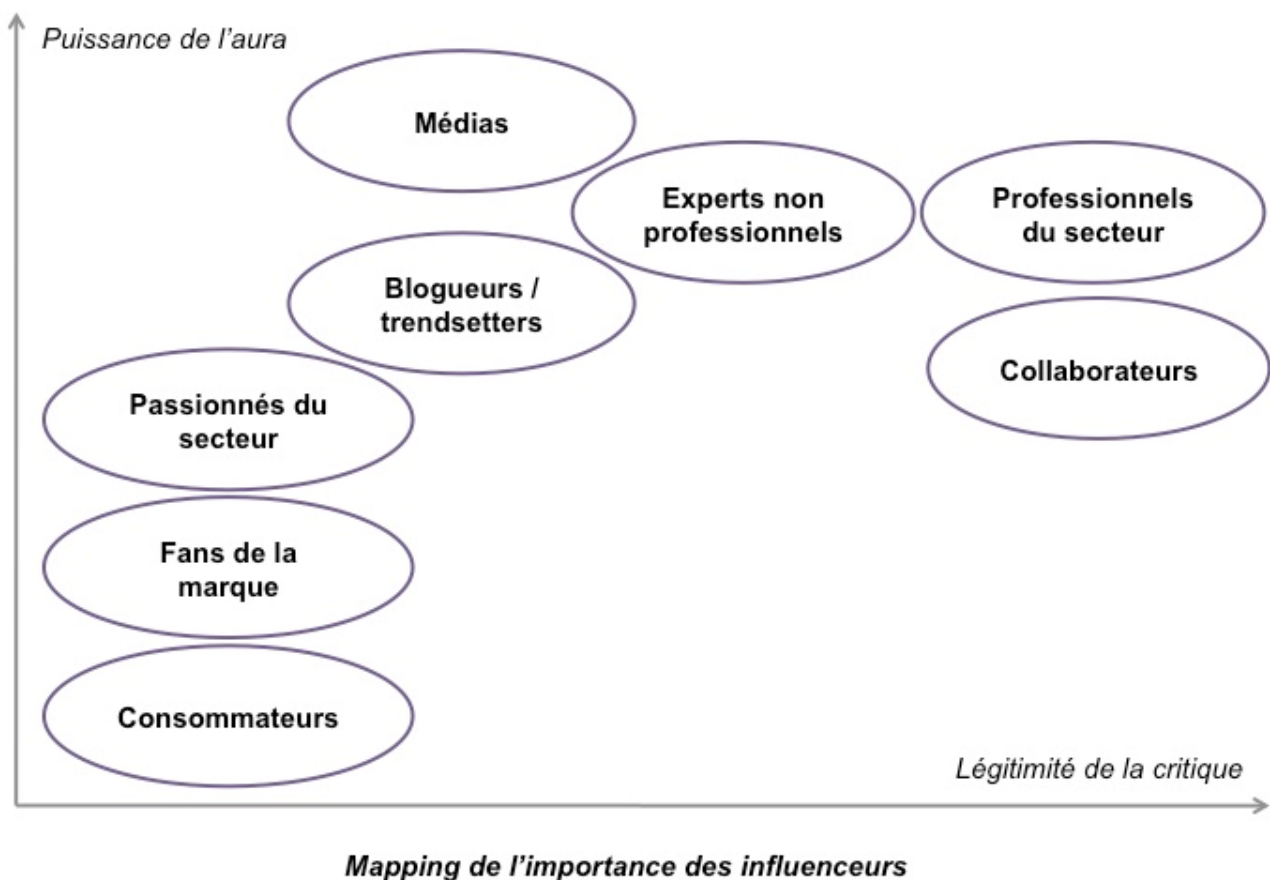 Puissance de l’aura
Médias
Experts non
professionnels
Professionnels
du secteur
Blogueurs /
trendsetters
Collaborateurs
Passionnés du
secteur
Fans de la
marque
Consommateurs
Légitimité de la critique
Mapping de l’importance des influenceurs